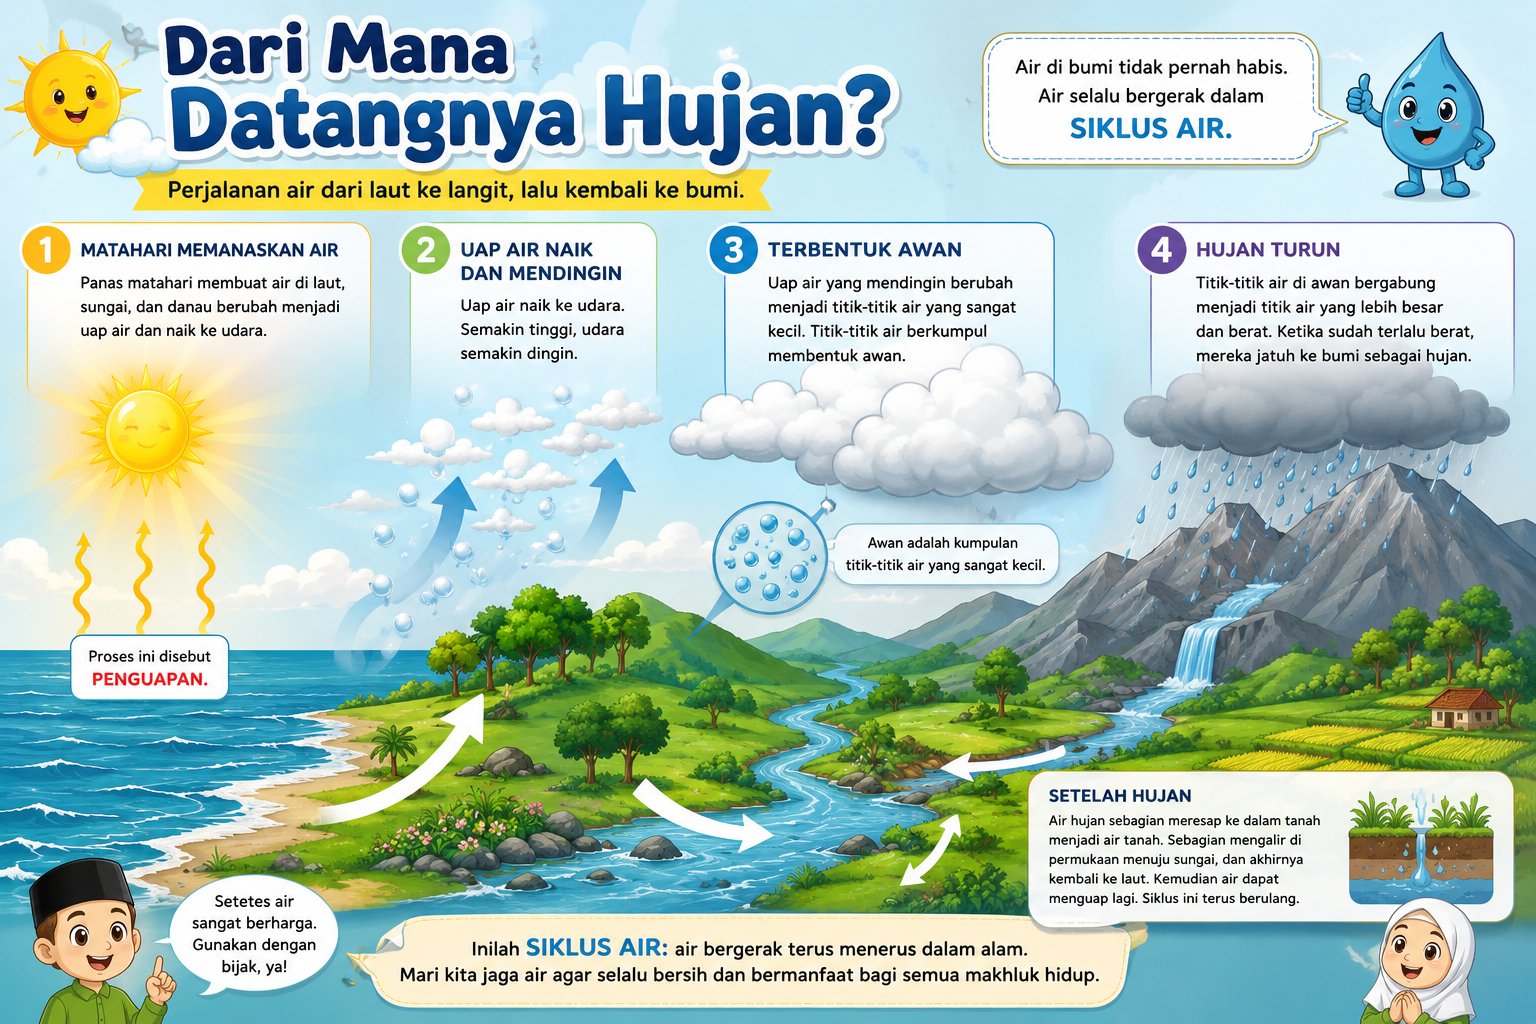 Dari Mana
Datangnya Hujan?
Perjalanan air dari laut ke langit, lalu kembali ke bumi.
Air di bumi tidak pernah habis.
Air selalu bergerak dalam
SIKLUS AIR.
1
MATAHARI MEMANASKAN AIR
Panas matahari membuat air di laut,
sungai, dan danau berubah menjadi
uap air dan naik ke udara.
2
UAP AIR NAIK
DAN MENDINGIN
Uap air naik ke udara.
Semakin tinggi, udara
semakin dingin.
3
TERBENTUK AWAN
Uap air yang mendingin berubah
menjadi titik-titik air yang sangat
kecil. Titik-titik air berkumpul
membentuk awan.
4
HUJAN TURUN
Titik-titik air di awan bergabung
menjadi titik air yang lebih besar
dan berat. Ketika sudah terlalu berat,
mereka jatuh ke bumi sebagai hujan.
Awan adalah kumpulan
titik-titik air yang sangat kecil.
Proses ini disebut
PENGUAPAN.
SETELAH HUJAN
Air hujan sebagian meresap ke dalam tanah
menjadi air tanah. Sebagian mengalir di
permukaan menuju sungai, dan akhirnya
kembali ke laut. Kemudian air dapat
menguap lagi. Siklus ini terus berulang.
Setetes air
sangat berharga.
Gunakan dengan
bijak, ya!
Inilah SIKLUS AIR: air bergerak terus menerus dalam alam.
Mari kita jaga air agar selalu bersih dan bermanfaat bagi semua makhluk hidup.